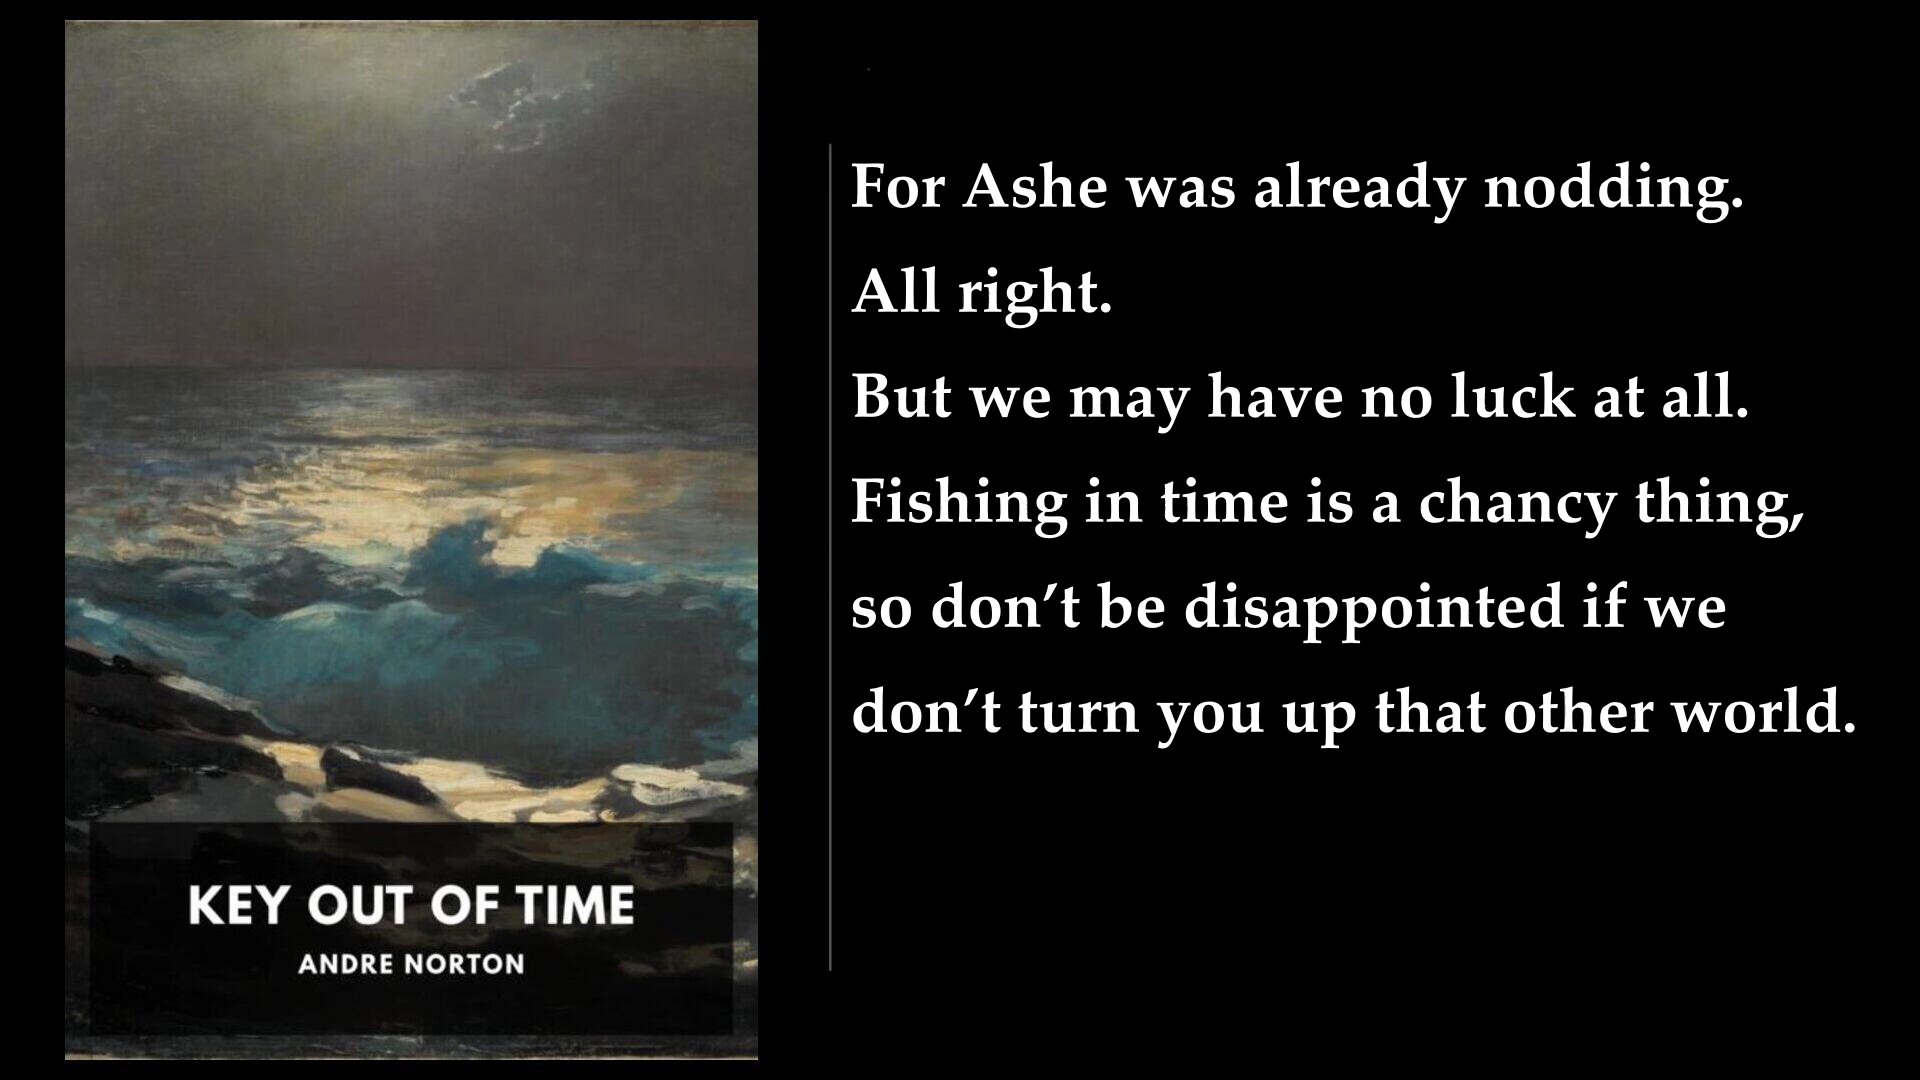 For Ashe was already nodding.
All right.
But we may have no luck at all.
Fishing in time is a chancy thing,
so don’t be disappointed if we
don’t turn you up that other world.
KEY OUT OF TIME
ANDRE NORTON